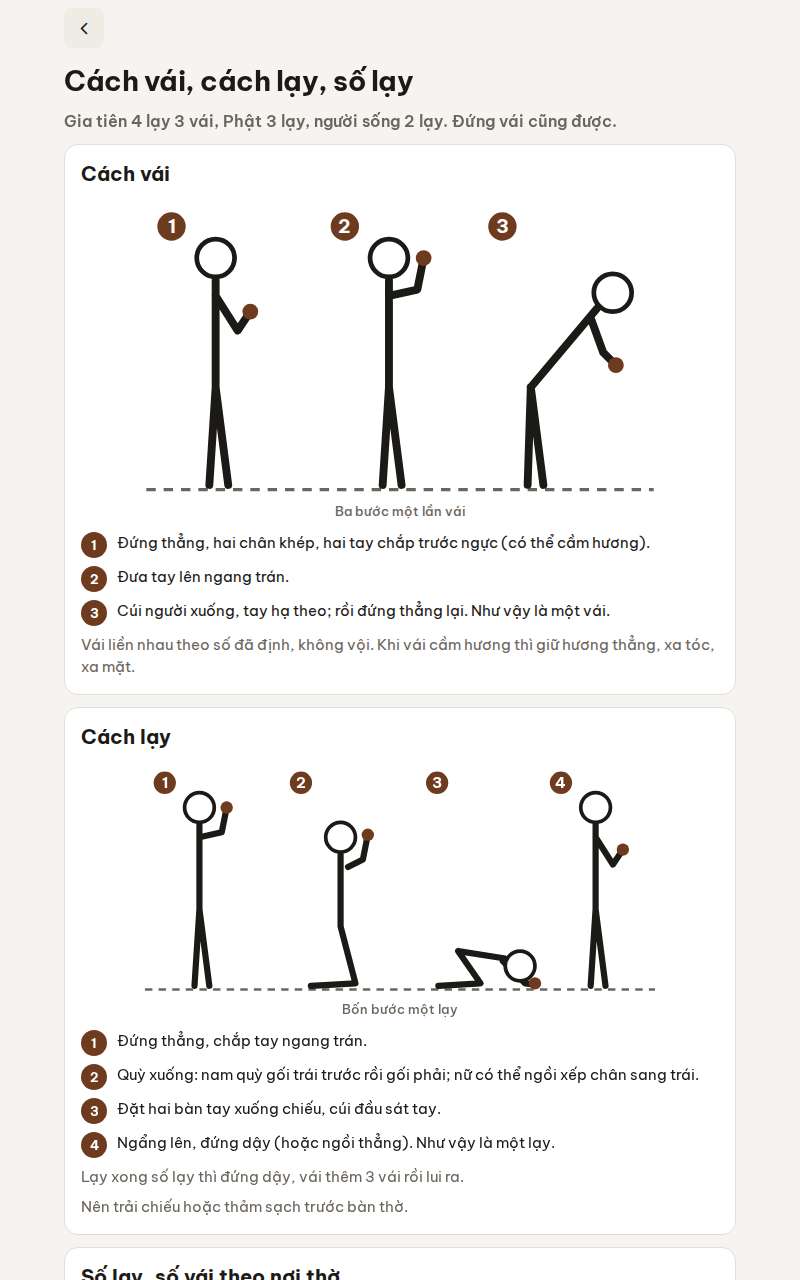 Cách vái, cách lạy, số lạy
Gia tiên 4 lạy 3 vái, Phật 3 lạy, người sống 2 lạy. Đứng vái cũng được.
Cách vái
1 2 3
Ba bước một lần vái
1 Đứng thẳng, hai chân khép, hai tay chắp trước ngực (có thể cầm hương).
2 Đưa tay lên ngang trán.
3 Cúi người xuống, tay hạ theo; rồi đứng thẳng lại. Như vậy là một vái.
Vái liền nhau theo số đã định, không vội. Khi vái cầm hương thì giữ hương thẳng, xa tóc,
xa mặt.
Cách lạy
1 2 3 4
Bốn bước một lạy
1 Đứng thẳng, chắp tay ngang trán.
2 Quỳ xuống: nam quỳ gối trái trước rồi gối phải; nữ có thể ngồi xếp chân sang trái.
3 Đặt hai bàn tay xuống chiếu, cúi đầu sát tay.
4 Ngẩng lên, đứng dậy (hoặc ngồi thẳng). Như vậy là một lạy.
Lạy xong số lạy thì đứng dậy, vái thêm 3 vái rồi lui ra.
Nên trải chiếu hoặc thảm sạch trước bàn thờ.
Số lạy, số vái theo nơi thờ